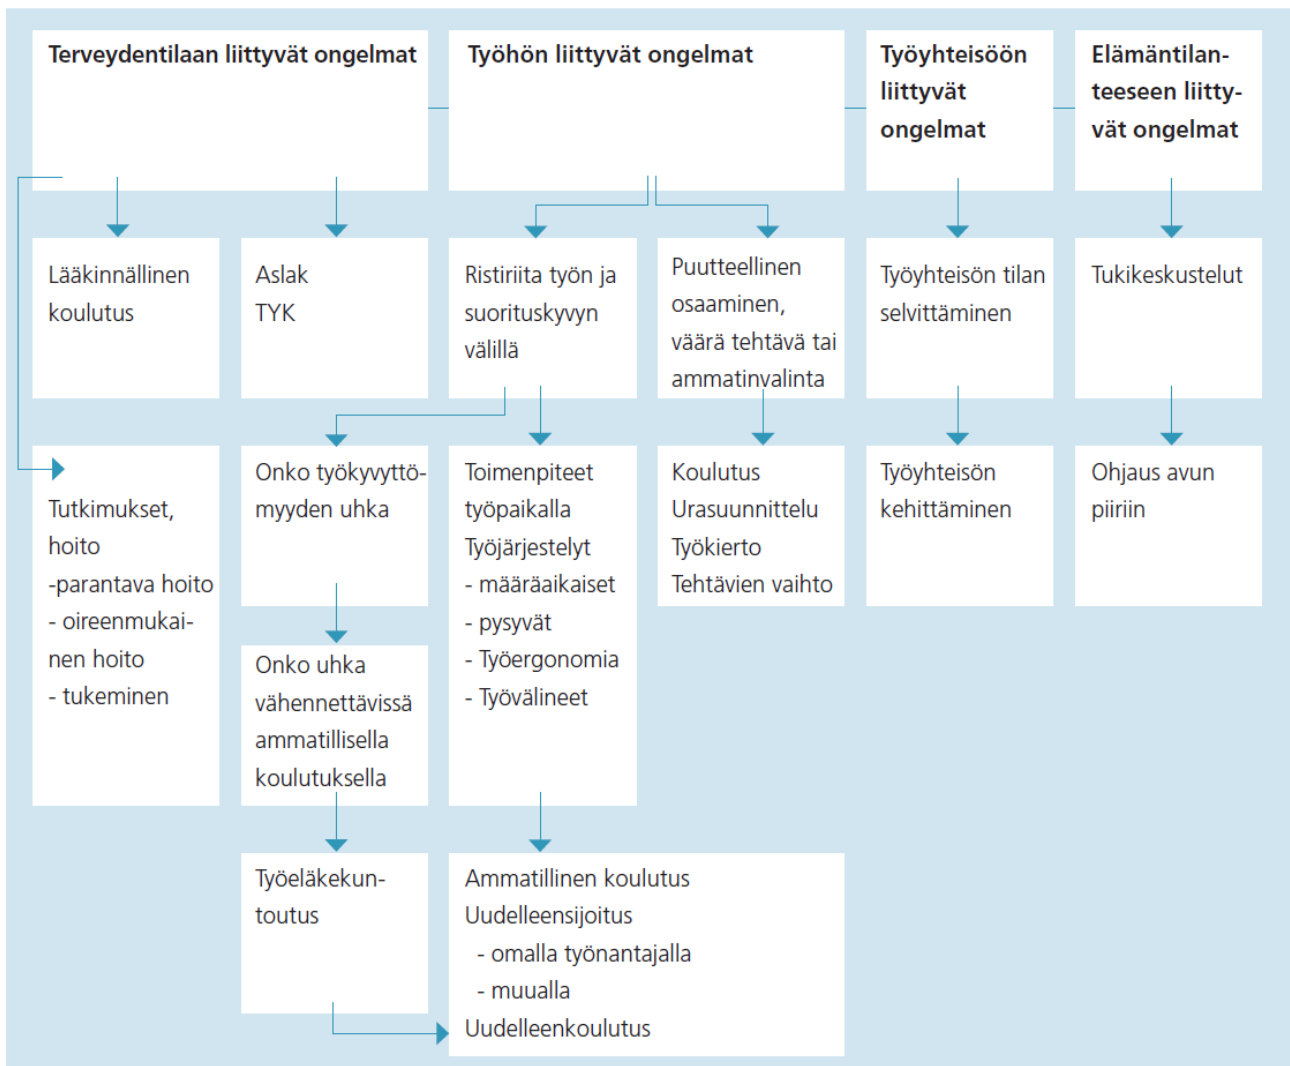 Terveydentilaan liittyvät ongelmat
Työhön liittyvät ongelmat
Työyhteisöön
liittyvät
ongelmat
Elämäntilan-
teeseen liitty-
vät ongelmat
Lääkinnällinen
koulutus
Aslak
TYK
Ristiriita työn ja
suorituskyvyn
välillä
Puutteellinen
osaaminen,
väärä tehtävä tai
ammatinvalinta
Työyhteisön tilan
selvittäminen
Tukikeskustelut
Tutkimukset,
hoito
-parantava hoito
- oireenmukai-
nen hoito
- tukeminen
Onko työkyvyttö-
myyden uhka
Toimenpiteet
työpaikalla
Työjärjestelyt
- määräaikaiset
- pysyvät
- Työergonomia
- Työvälineet
Koulutus
Urasuunnittelu
Työkierto
Tehtävien vaihto
Työyhteisön
kehittäminen
Ohjaus avun
piiriin
Onko uhka
vähennettävissä
ammatillisella
koulutuksella
Työeläkekun-
toutus
Ammatillinen koulutus
Uudelleensijoitus
- omalla työnantajalla
- muualla
Uudelleenkoulutus